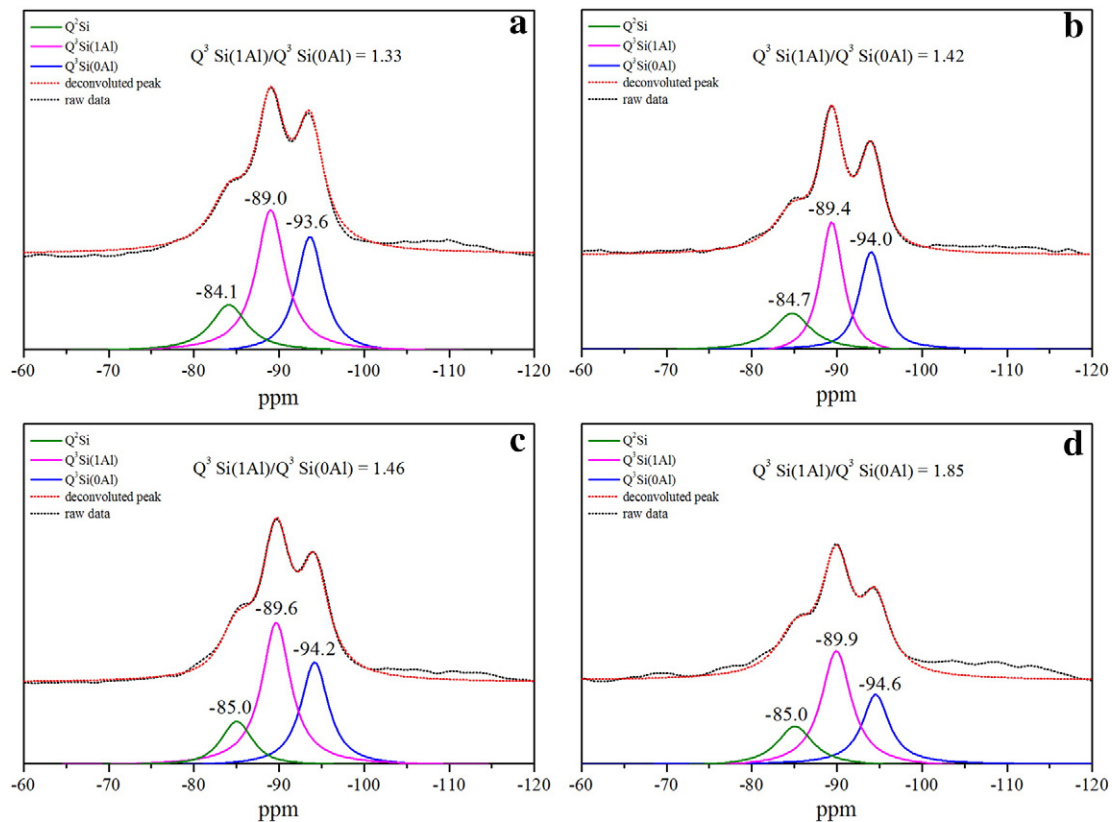 a
Q²Si
Q³Si(1Al)
Q³Si(0Al)
deconvoluted peak
raw data
Q³ Si(1Al)/Q³ Si(0Al) = 1.33
-89.0
-93.6
-84.1
-60 -70 -80 -90 -100 -110 -120
ppm
b
Q²Si
Q³Si(1Al)
Q³Si(0Al)
deconvoluted peak
raw data
Q³ Si(1Al)/Q³ Si(0Al) = 1.42
-89.4
-94.0
-84.7
-60 -70 -80 -90 -100 -110 -120
ppm
c
Q²Si
Q³Si(1Al)
Q³Si(0Al)
deconvoluted peak
raw data
Q³ Si(1Al)/Q³ Si(0Al) = 1.46
-89.6
-94.2
-85.0
-60 -70 -80 -90 -100 -110 -120
ppm
d
Q²Si
Q³Si(1Al)
Q³Si(0Al)
deconvoluted peak
raw data
Q³ Si(1Al)/Q³ Si(0Al) = 1.85
-89.9
-94.6
-85.0
-60 -70 -80 -90 -100 -110 -120
ppm